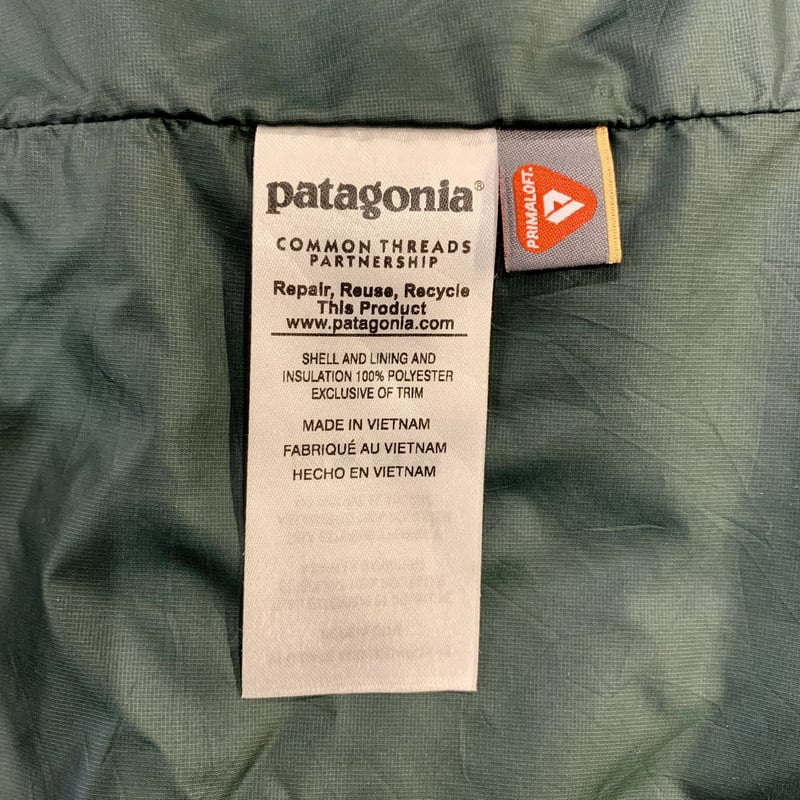 patagonia®
COMMON THREADS
PARTNERSHIP
Repair, Reuse, Recycle
This Product
www.patagonia.com
SHELL AND LINING AND
INSULATION 100% POLYESTER
EXCLUSIVE OF TRIM
MADE IN VIETNAM
FABRIQUÉ AU VIETNAM
HECHO EN VIETNAM
PRIMALOFT.